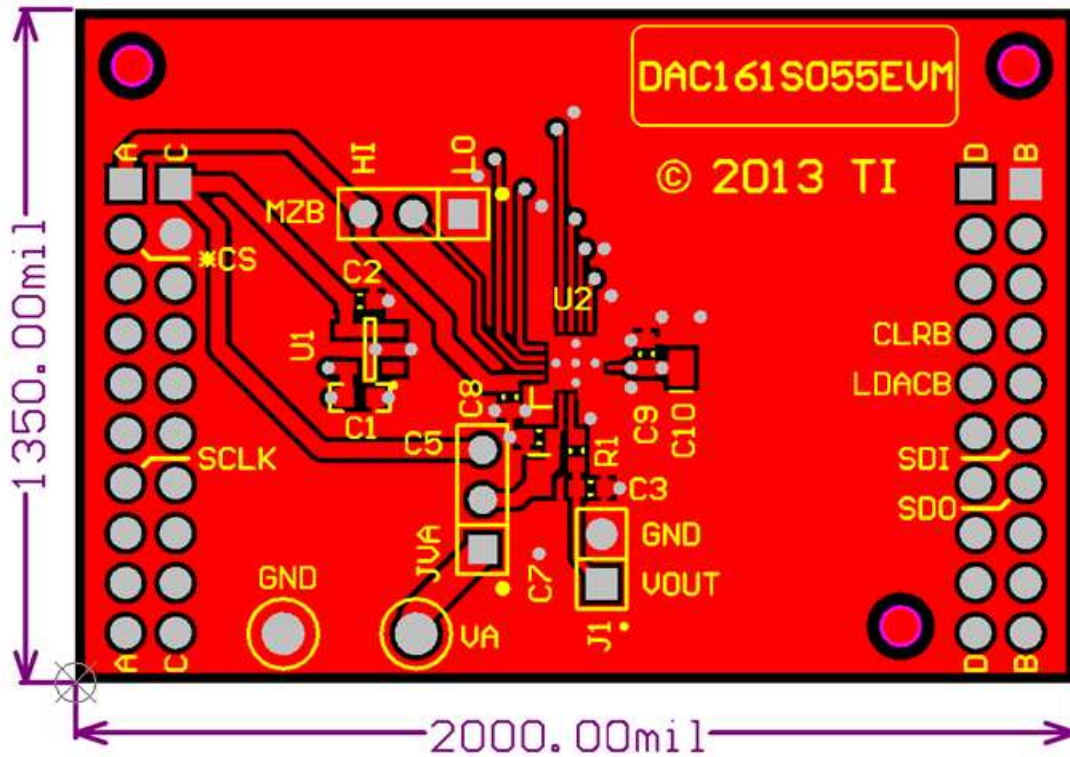 DAC161S055EVM
© 2013 TI
A
C
HI
LO
D
B
MZB
*CS
C2
U2
U1
CLRB
LDACB
C1
C8
C5
C9
C10
R1
SCLK
SDI
C3
SDO
GND
JVA
C7
VOUT
GND
VA
J1
A
C
D
B
1350.00mil
2000.00mil